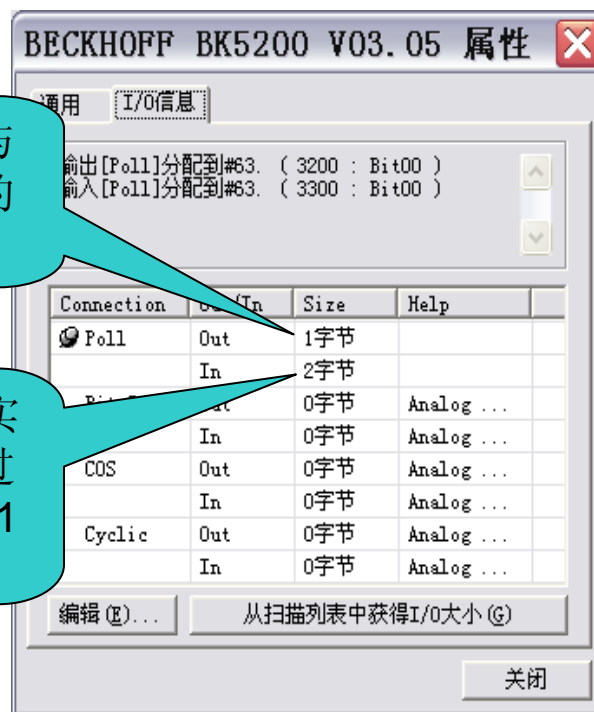 BECKHOFF BK5200 V03.05 属性
通用 I/O信息
输出[Poll]分配到#63. ( 3200 : Bit00 )
输入[Poll]分配到#63. ( 3300 : Bit00 )
的
Connection Size Help
Poll Out 1字节
In 2字节
0字节 Analog ...
In 0字节 Analog ...
COS Out 0字节 Analog ...
In 0字节 Analog ...
Cyclic Out 0字节 Analog ...
In 0字节 Analog ...
实
过
1
编辑(E)... 从扫描列表中获得I/O大小(G)
关闭